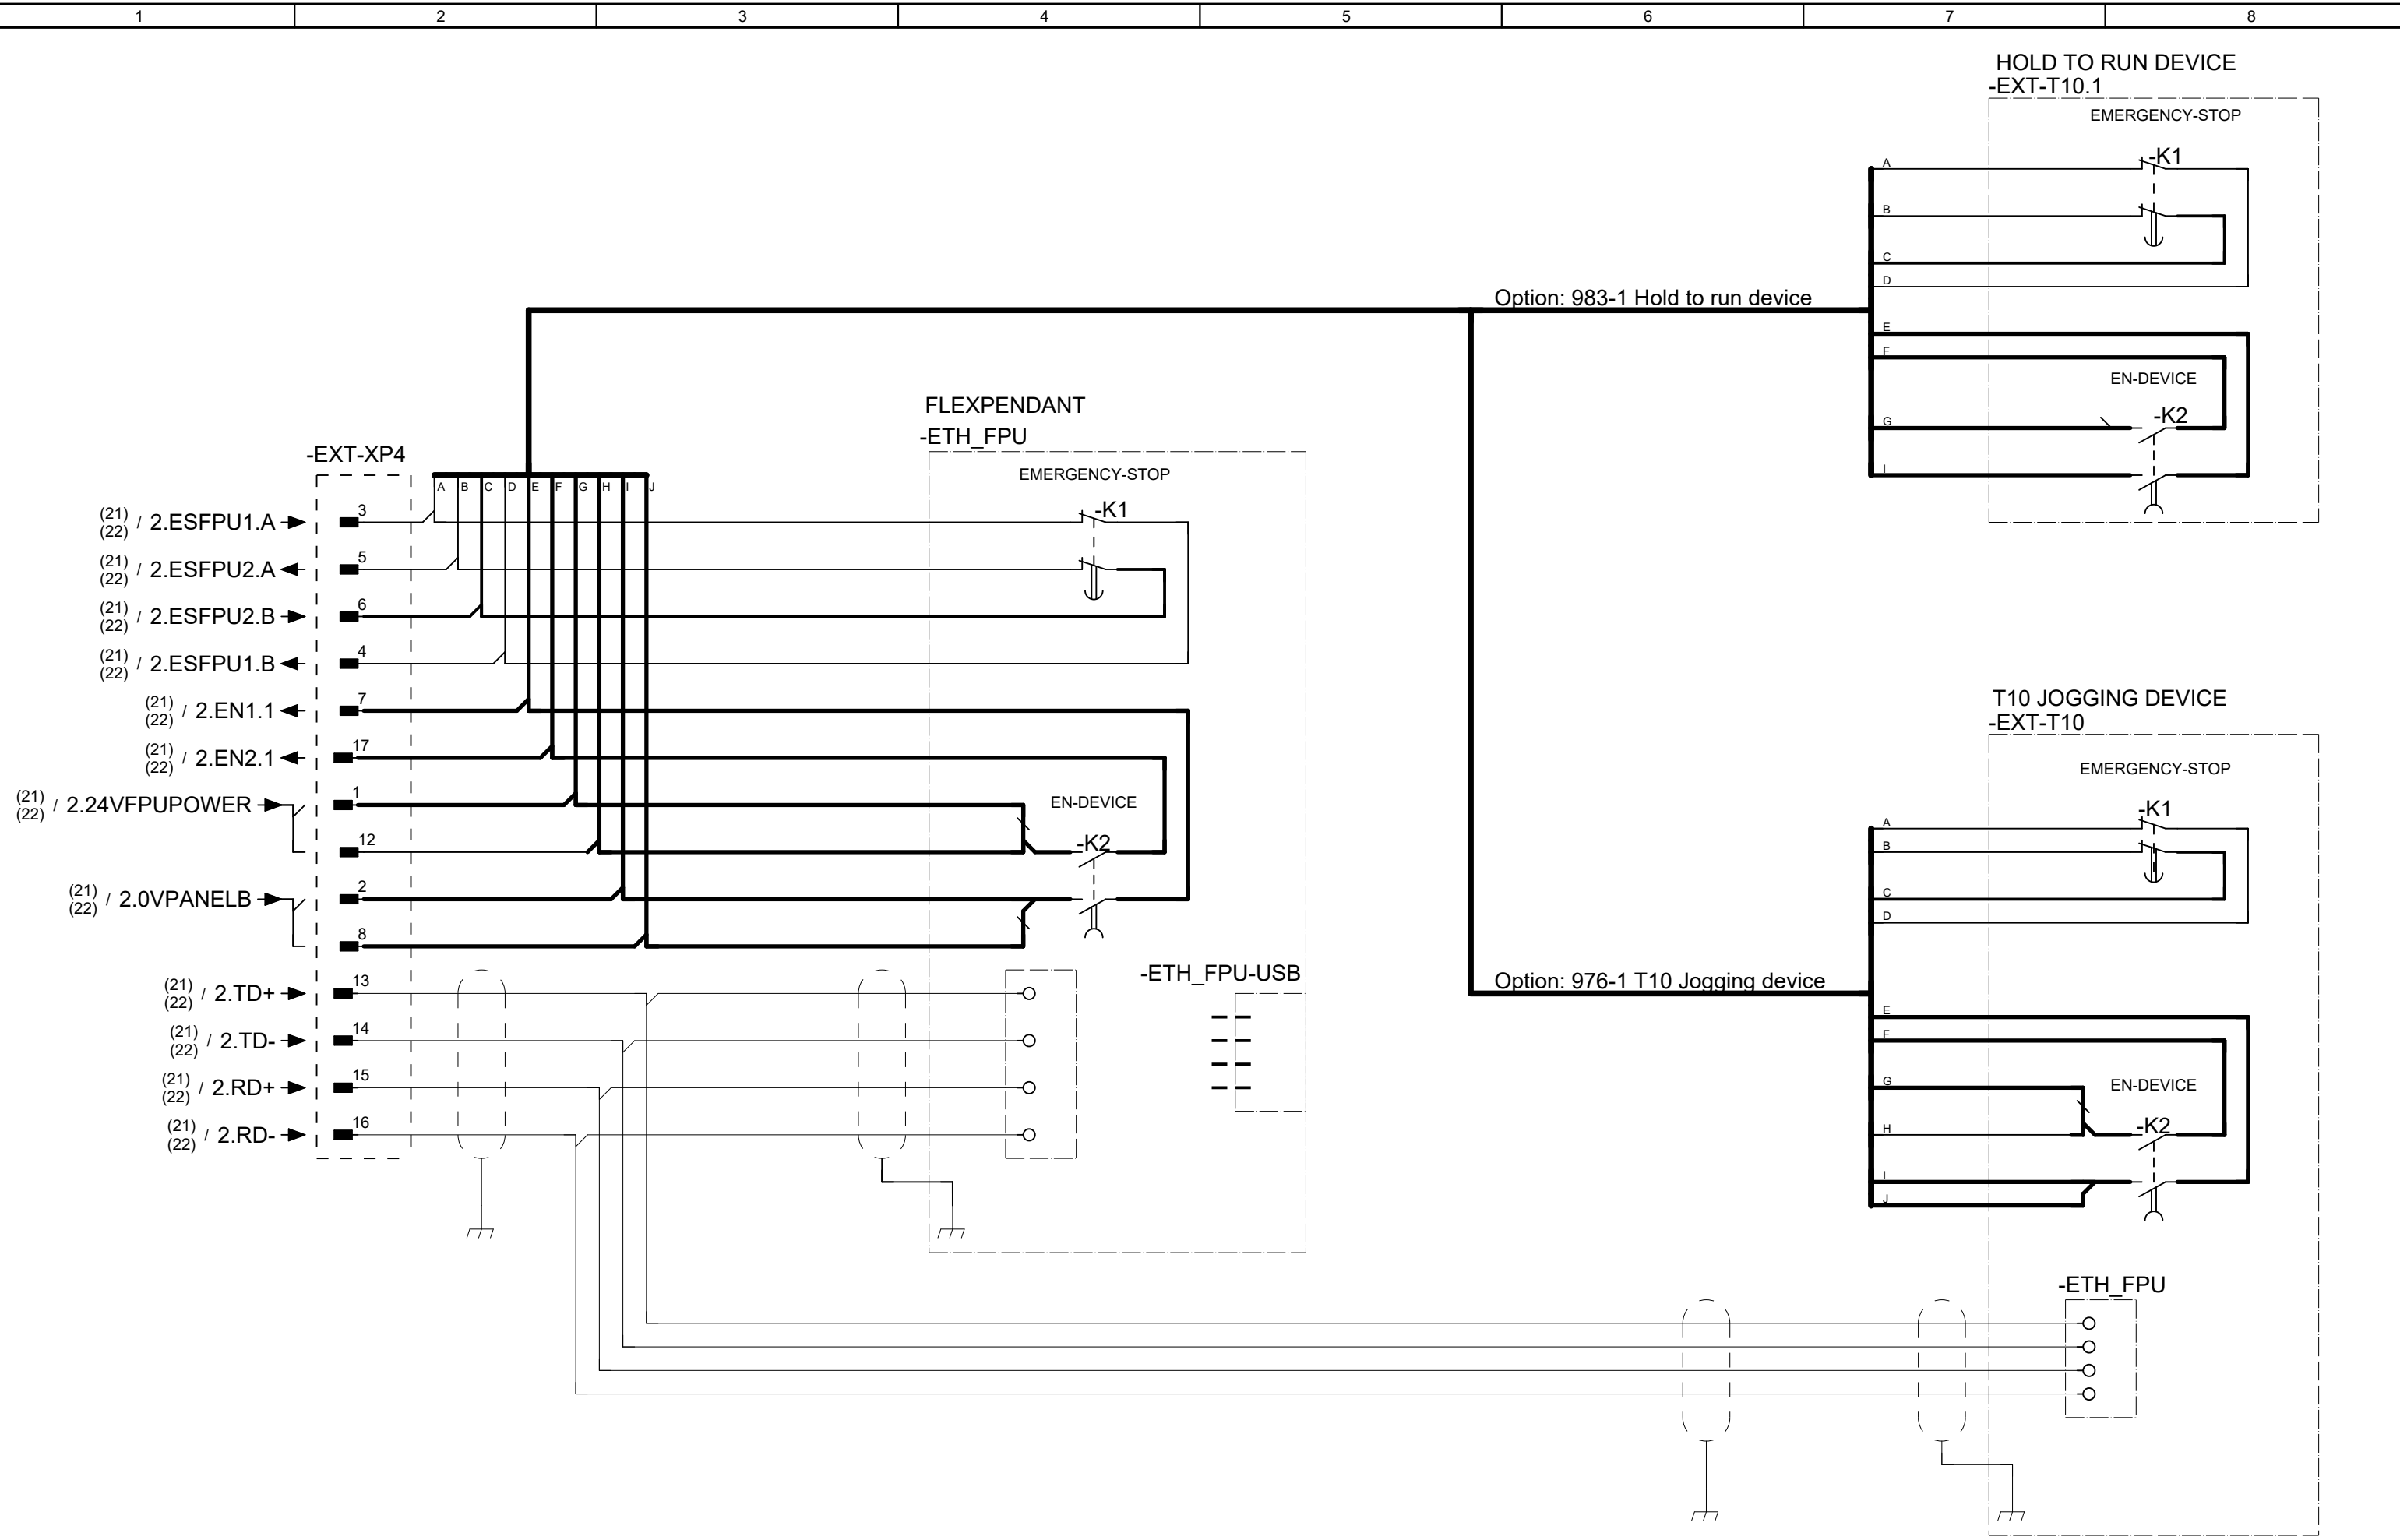 1 2 3 4 5 6 7 8
HOLD TO RUN DEVICE
-EXT-T10.1
EMERGENCY-STOP
-K1
A
B
C
D
Option: 983-1 Hold to run device
E
F
EN-DEVICE
G
-K2
I
FLEXPENDANT
-ETH_FPU
EMERGENCY-STOP
-EXT-XP4
A B C D E F G H I J
(21)
(22) / 2.ESFPU1.A 3
-K1
(21)
(22) / 2.ESFPU2.A 5
(21)
(22) / 2.ESFPU2.B 6
(21)
(22) / 2.ESFPU1.B 4
(21)
(22) / 2.EN1.1 7
(21)
(22) / 2.EN2.1 17
(21)
(22) / 2.24VFPUPOWER 1
EN-DEVICE
12
-K2
(21)
(22) / 2.0VPANELB 2
8
-ETH_FPU-USB
(21)
(22) / 2.TD+ 13
(21)
(22) / 2.TD- 14
(21)
(22) / 2.RD+ 15
(21)
(22) / 2.RD- 16
T10 JOGGING DEVICE
-EXT-T10
EMERGENCY-STOP
-K1
A
B
C
D
Option: 976-1 T10 Jogging device
E
F
G
EN-DEVICE
H
-K2
I
J
-ETH_FPU